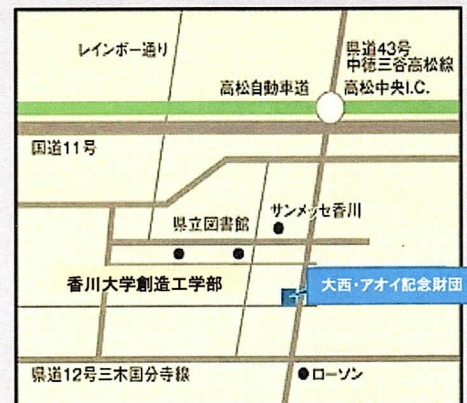 レインボー通り
県道43号
中徳三谷高松線
高松自動車道
高松中央I.C.
国道11号
サンメッセ香川
県立図書館
香川大学創造工学部
大西・アオイ記念財団
県道12号三木国分寺線
ローソン